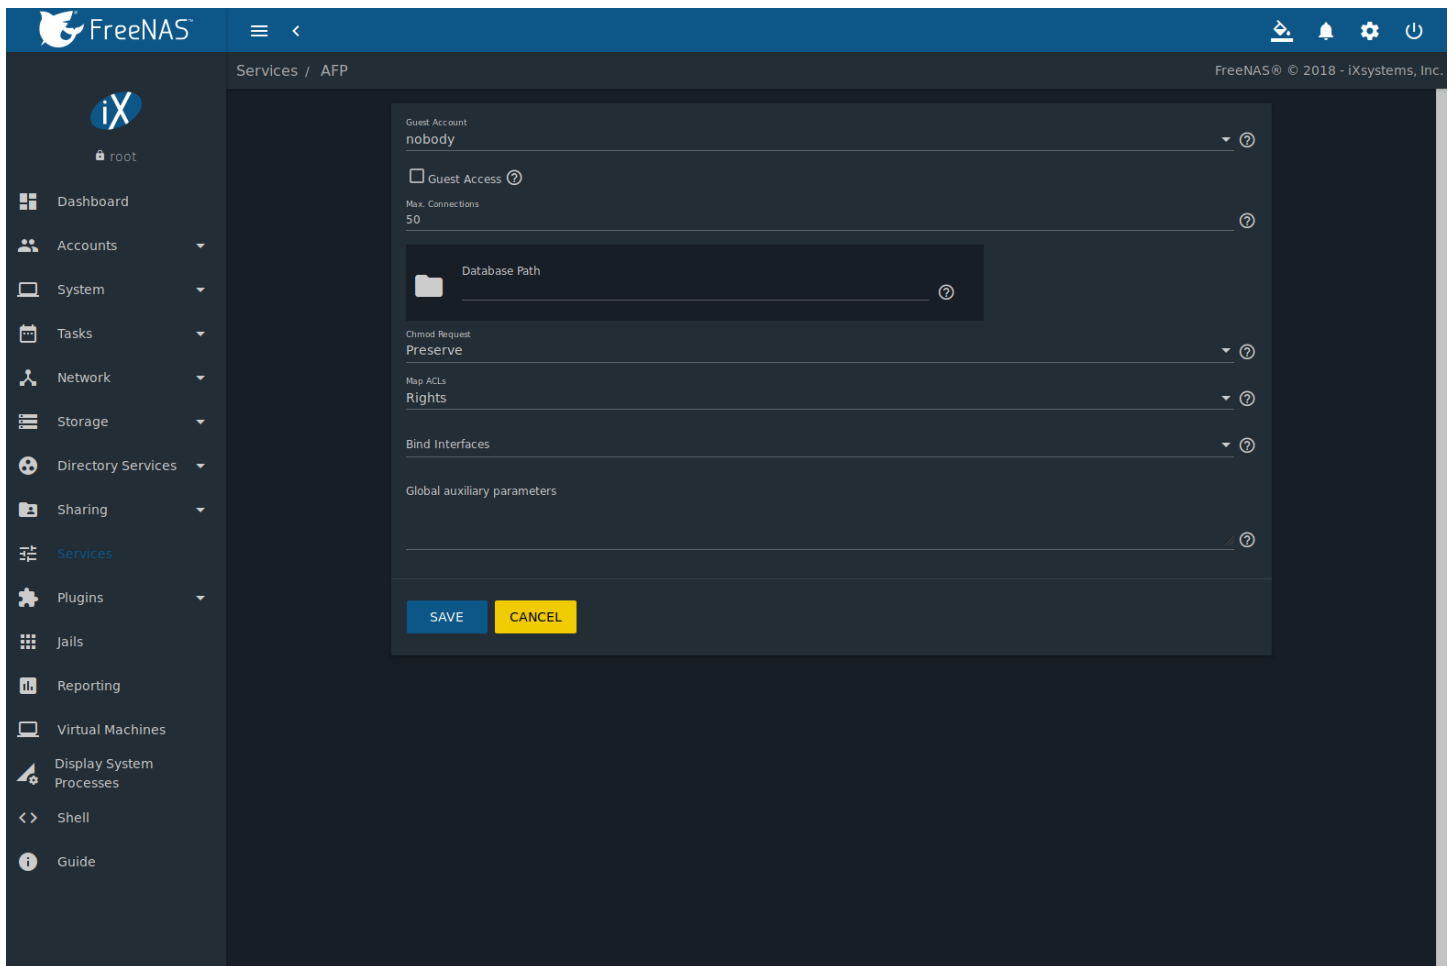 FreeNAS®
Services / AFP
FreeNAS® © 2018 - iXsystems, Inc.
iX
root
Dashboard
Accounts
System
Tasks
Network
Storage
Directory Services
Sharing
Services
Plugins
Jails
Reporting
Virtual Machines
Display System
Processes
Shell
Guide
Guest Account
nobody
Guest Access
Max. Connections
50
Database Path
Chmod Request
Preserve
Map ACLs
Rights
Bind Interfaces
Global auxiliary parameters
SAVE
CANCEL